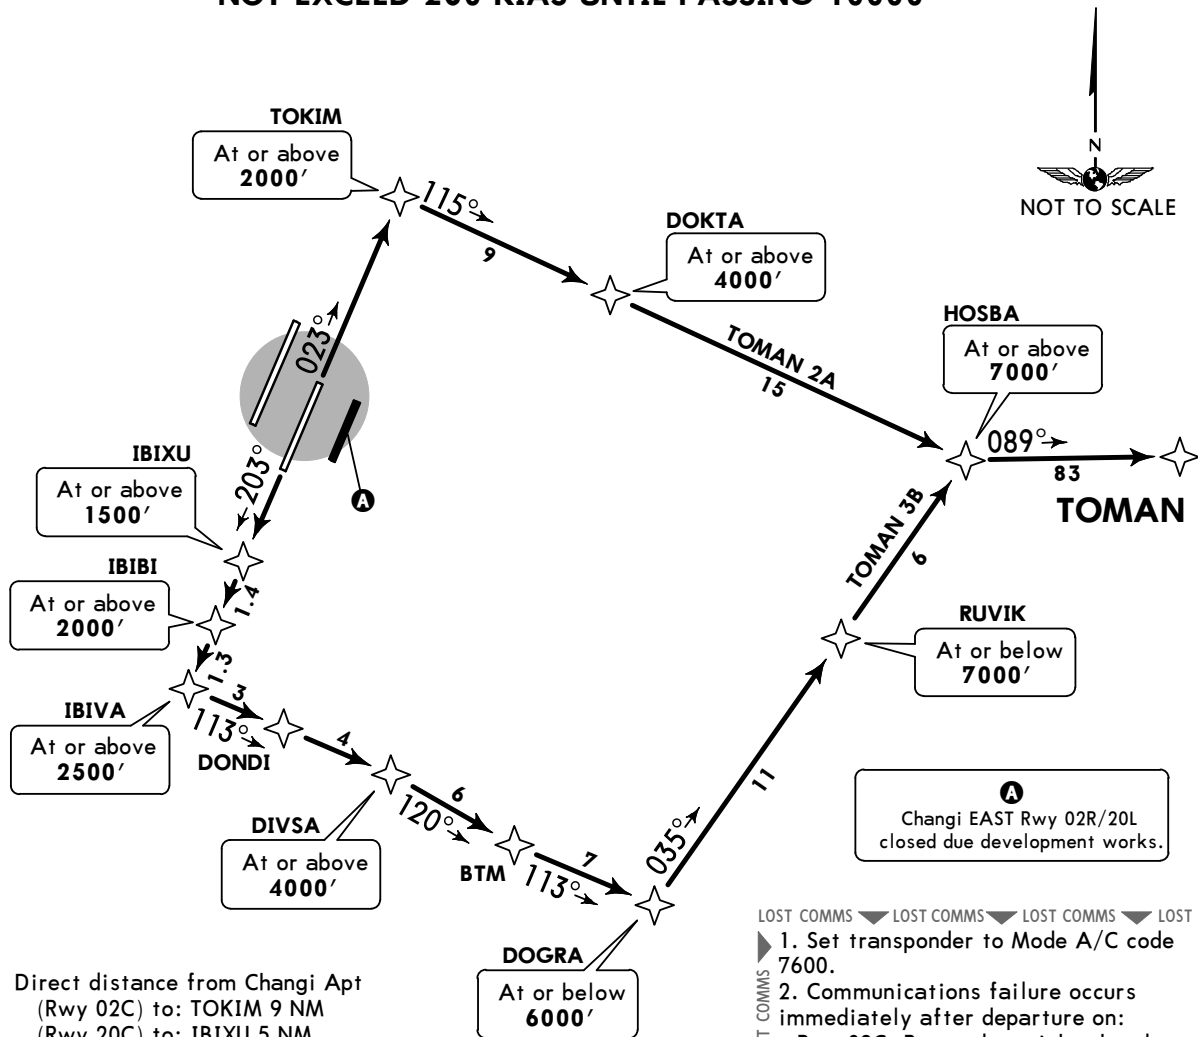 NOT EXCEED 200 KIAS UNTIL PASSING
N
NOT TO SCALE
TOKIM
At or above
2000'
115°
9
DOKTA
At or above
4000'
TOMAN 2A
15
HOSBA
At or above
7000'
089°
83
TOMAN
023°
203°
A
IBIXU
At or above
1500'
IBIBI
At or above
2000'
1.4
1.3
IBIVA
At or above
2500'
3
113°
DONDI
4
DIVSA
At or above
4000'
6
120°
BTM
7
113°
DOGRA
At or below
6000'
035°
11
TOMAN 3B
6
RUVIK
At or below
7000'
A
Changi EAST Rwy 02R/20L
closed due development works.
Direct distance from Changi Apt
(Rwy 02C) to: TOKIM 9 NM
(Rwy 20C) to: IBIXU 5 NM
LOST COMMS LOST COMMS LOST COMMS LOST
COMMS
1. Set transponder to Mode A/C code
7600.
2. Communications failure occurs
immediately after departure on: